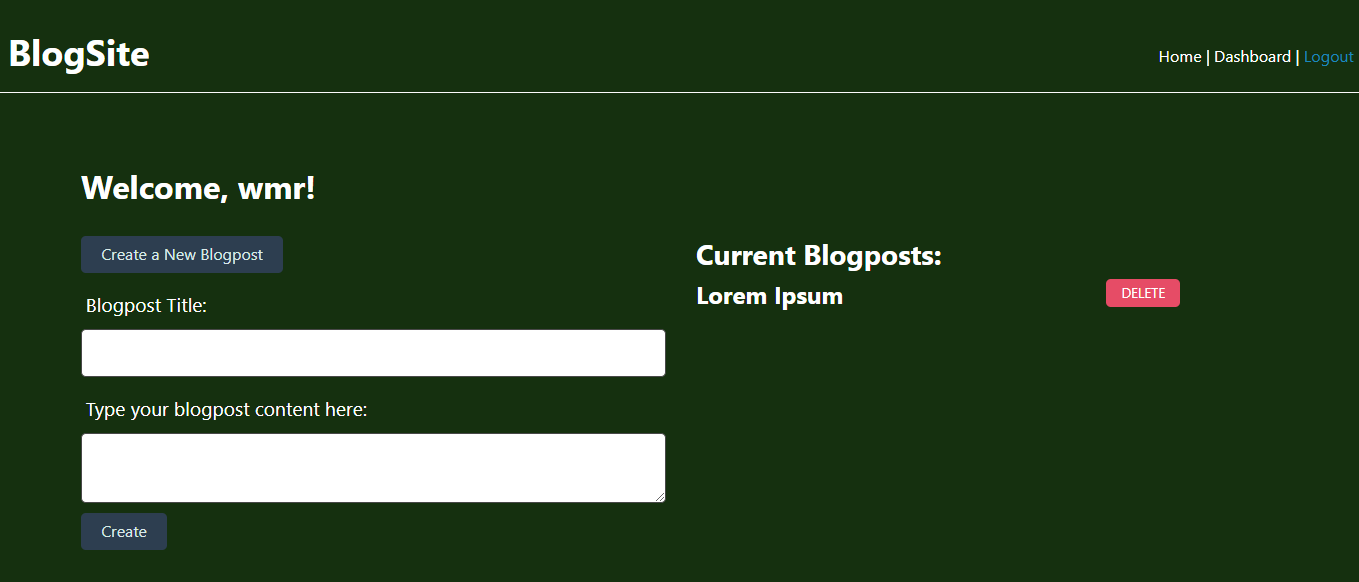 BlogSite
Home | Dashboard | Logout
Welcome, wmr!
Create a New Blogpost
Blogpost Title:
Type your blogpost content here:
Create
Current Blogposts:
Lorem Ipsum
DELETE